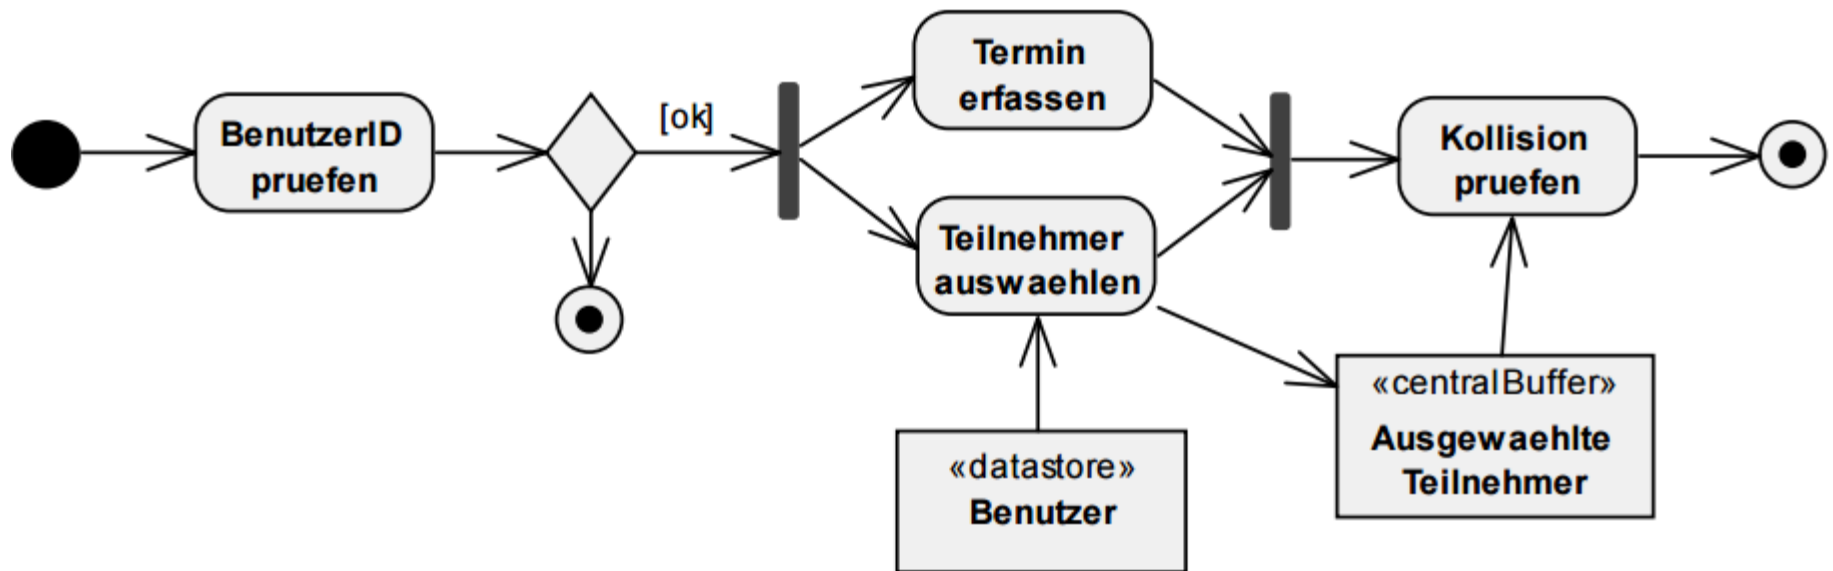 BenutzerID
pruefen
[ok]
Termin
erfassen
Teilnehmer
auswaehlen
Kollision
pruefen
«datastore»
Benutzer
«centralBuffer»
Ausgewaehlte
Teilnehmer